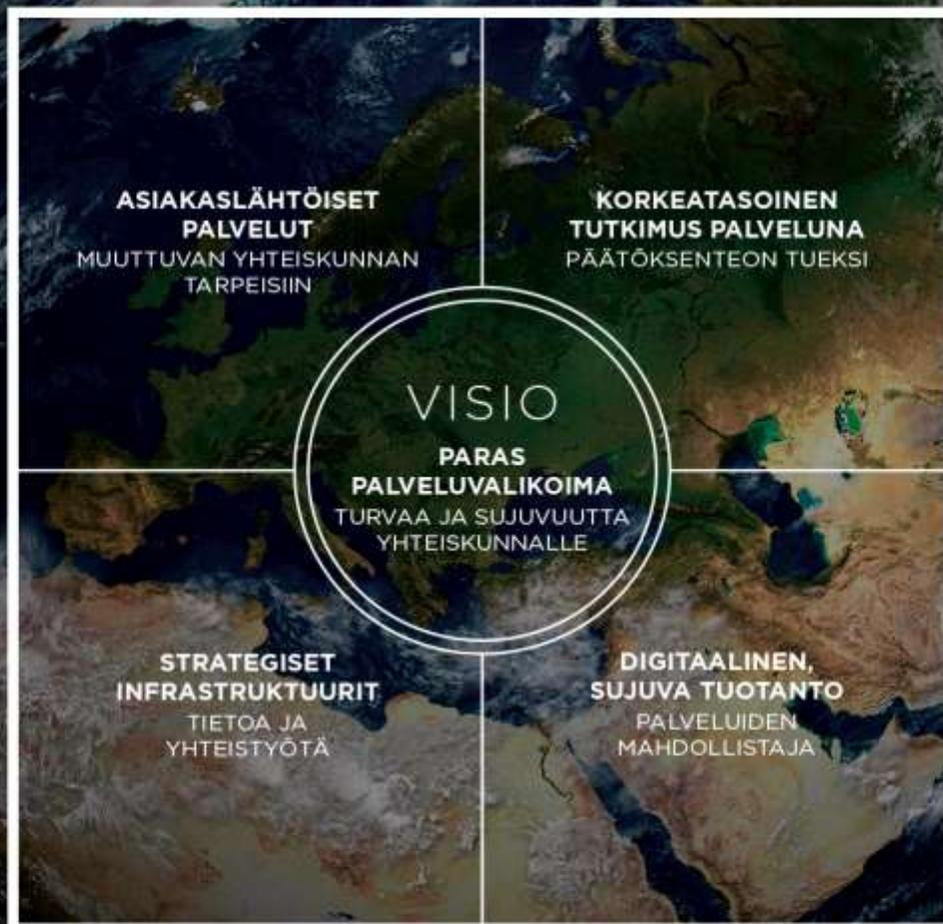 ASIAKASLÄHTÖISET
PALVELUT
MUUTTUVAN YHTEISKUNNAN
TARPEISIIN
KORKEATASOINEN
TUTKIMUS PALVELUNA
PÄÄTÖKSENTEON TUEKSI
VISIO
PARAS
PALVELUVALIKOIMA
TURVAA JA SUJUVUUTTA
YHTEISKUNNALLE
STRATEGISET
INFRASTRUKTUURIT
TIETOA JA
YHTEISTYÖTÄ
DIGITAALINEN,
SUJUVA TUOTANTO
PALVELUIDEN
MAHDOLLISTAJA